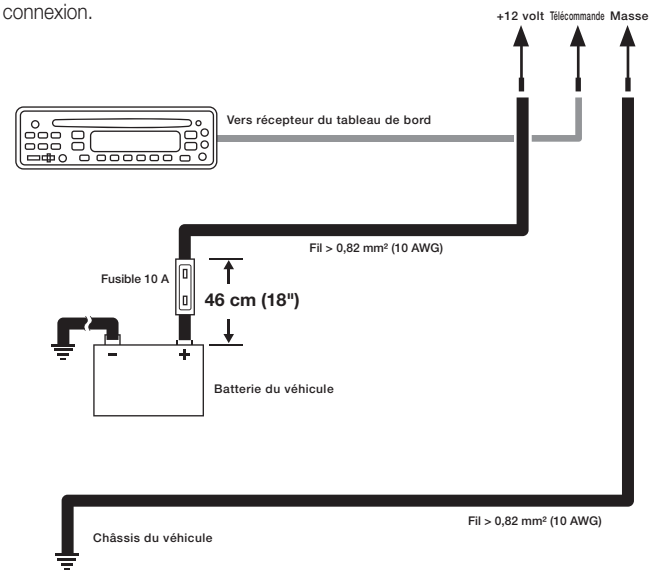 connexion.
+12 volt Télécommande Masse
Vers récepteur du tableau de bord
Fil > 0,82 mm² (10 AWG)
Fusible 10 A
46 cm (18")
- +
Batterie du véhicule
Fil > 0,82 mm² (10 AWG)
Châssis du véhicule